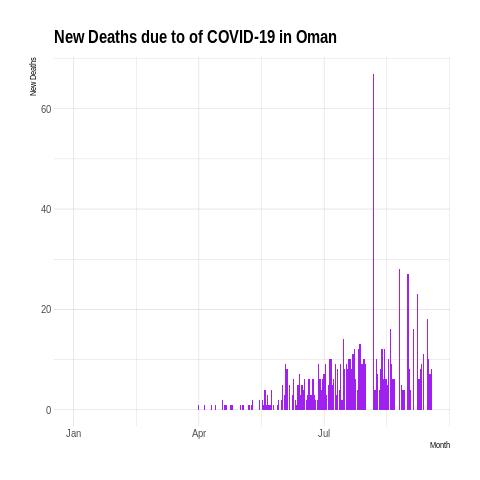 New Deaths due to of COVID-19 in Oman
New Deaths
60
40
20
0
Jan Apr Jul
Month